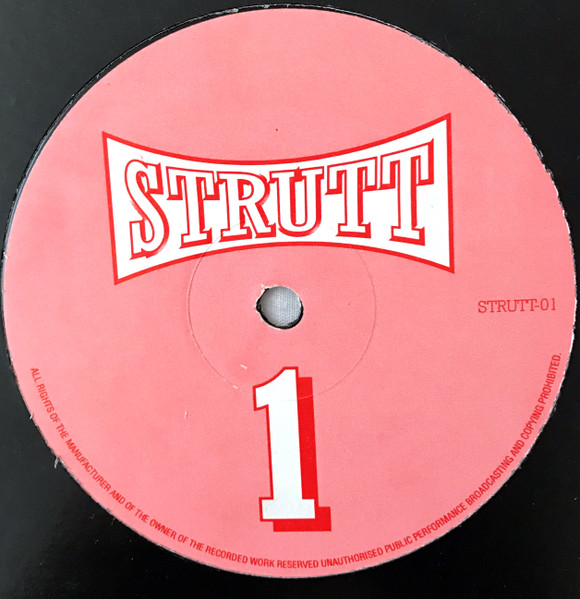 STRUTT
STRUTT-01
1
ALL RIGHTS OF THE MANUFACTURER AND OF THE OWNER OF THE RECORDED WORK RESERVED UNAUTHORISED PUBLIC PERFORMANCE BROADCASTING AND COPYING PROHIBITED.